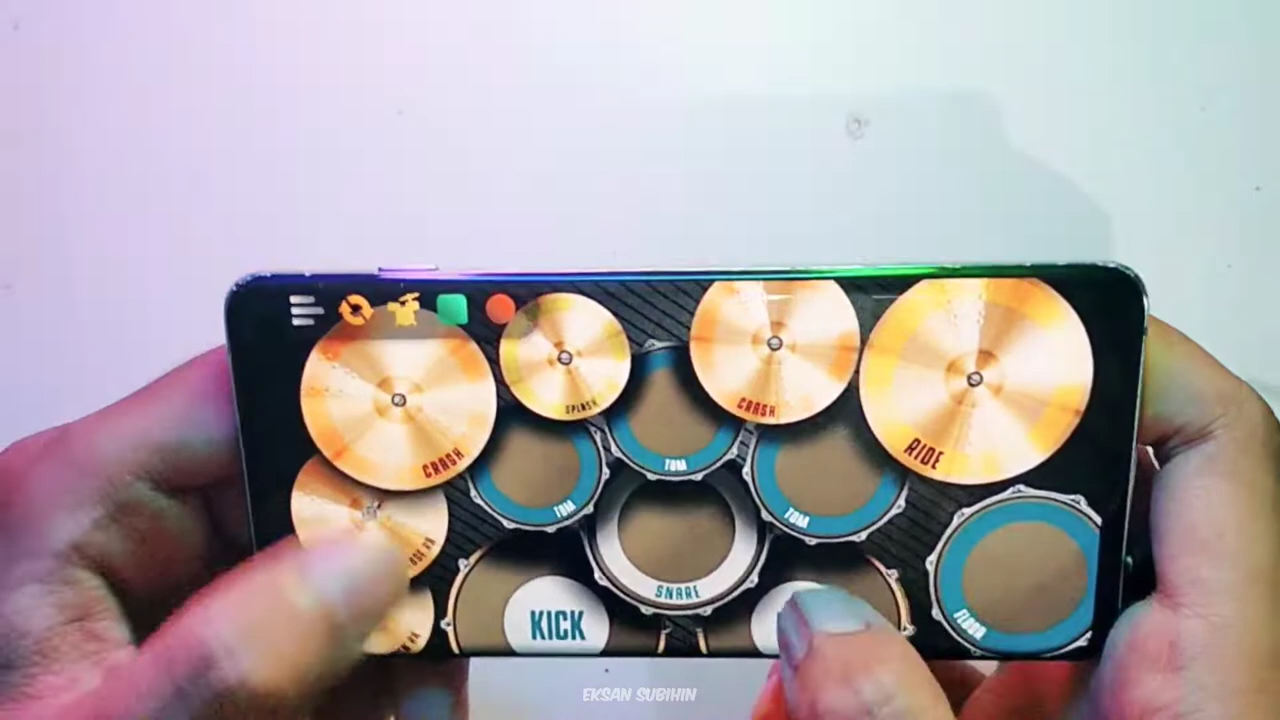 SPLASH
CRASH
CRASH
RIDE
TOM
TOM
TOM
SNARE
KICK
FLOOR
EKSAN SUBIHIN